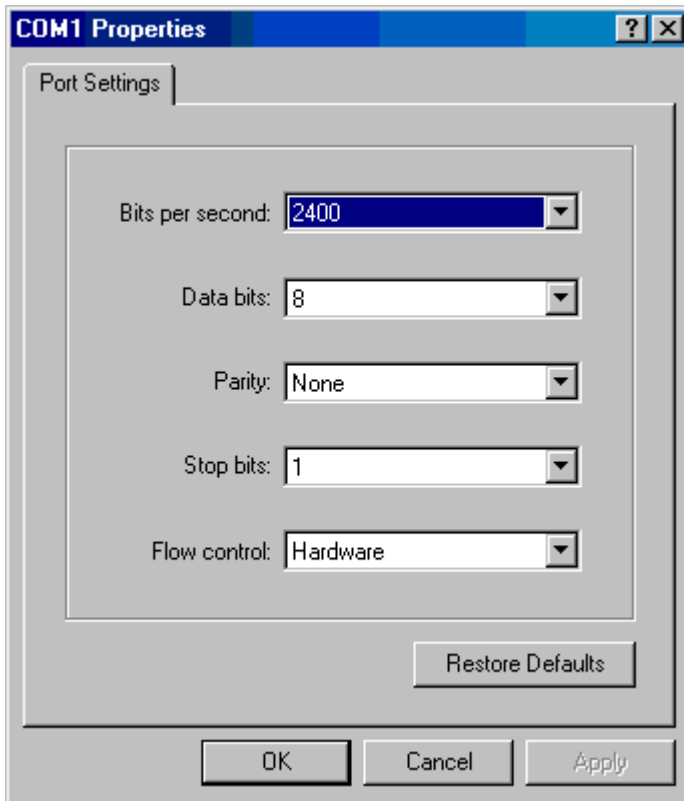 COM1 Properties
Port Settings
Bits per second: 2400
Data bits: 8
Parity: None
Stop bits: 1
Flow control: Hardware
Restore Defaults
OK Cancel Apply